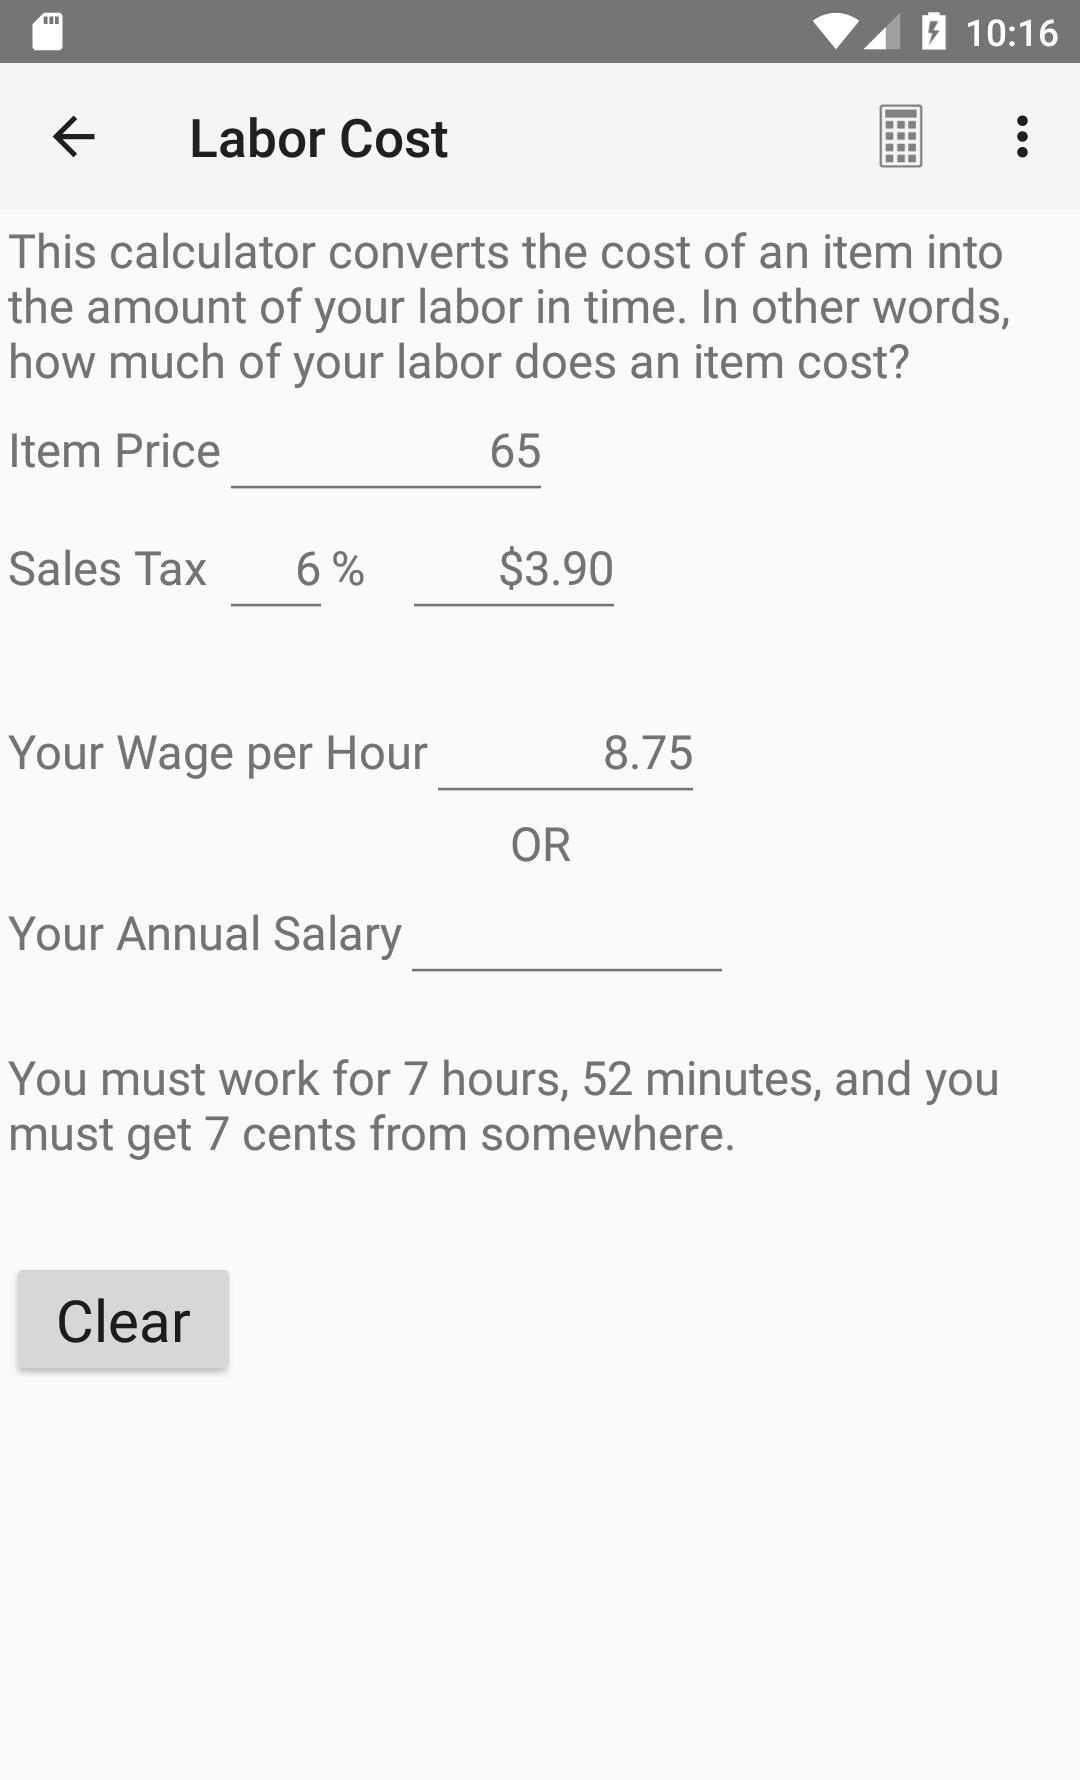 10:16
Labor Cost
This calculator converts the cost of an item into
the amount of your labor in time. In other words,
how much of your labor does an item cost?
Item Price 65
Sales Tax 6 % $3.90
Your Wage per Hour 8.75
OR
Your Annual Salary
You must work for 7 hours, 52 minutes, and you
must get 7 cents from somewhere.
Clear